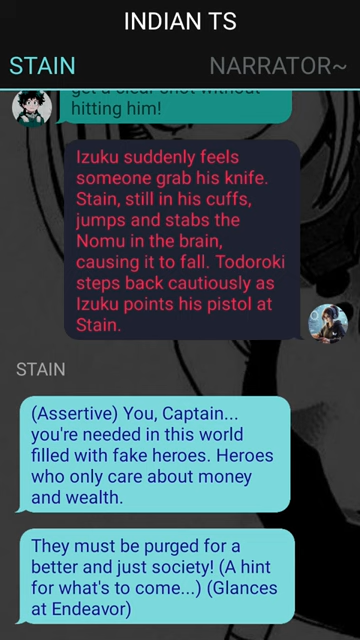 INDIAN TS
STAIN
NARRATOR~
get a clear shot without
hitting him!
Izuku suddenly feels
someone grab his knife.
Stain, still in his cuffs,
jumps and stabs the
Nomu in the brain,
causing it to fall. Todoroki
steps back cautiously as
Izuku points his pistol at
Stain.
STAIN
(Assertive) You, Captain...
you're needed in this world
filled with fake heroes. Heroes
who only care about money
and wealth.
They must be purged for a
better and just society! (A hint
for what's to come...) (Glances
at Endeavor)